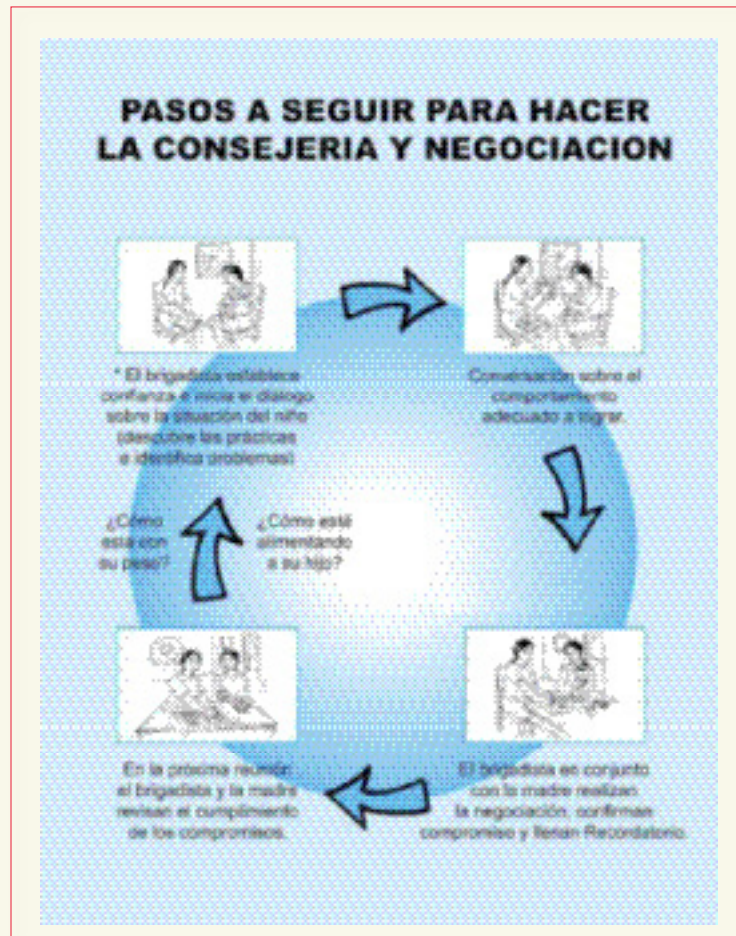 PASOS A SEGUIR PARA HACER
LA CONSEJERIA Y NEGOCIACION
* El brigadista establece
confianza e inicia el dialogo
sobre la situación del niño
(descubre las prácticas
e identifica problemas)
Conversación sobre el
comportamiento
adecuado a lograr.
¿Cómo
está con
su peso?
¿Cómo esté
alimentando
a su hijo?
En la próxima reunión
el brigadista y la madre
revisan el cumplimiento
de los compromisos.
El brigadista en conjunto
con la madre realizan
la negociación, confirman
compromiso y llenan Recordatorio.